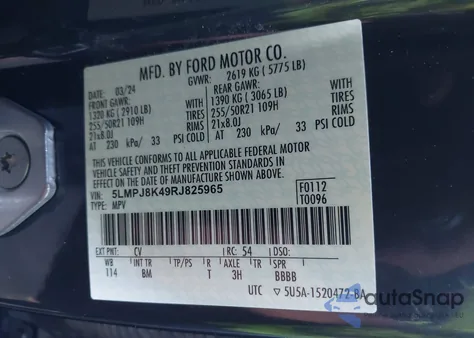 MFD. BY FORD MOTOR CO.
DATE: 03/24 GVWR: 2619 KG (5775 LB)
FRONT GAWR: REAR GAWR:
1320 KG (2910 LB) WITH 1390 KG (3065 LB) WITH
255/50R21 109H TIRES 255/50R21 109H TIRES
21x8.0J RIMS 21x8.0J RIMS
AT 230 kPa/ 33 PSI COLD AT 230 kPa/ 33 PSI COLD
THIS VEHICLE CONFORMS TO ALL APPLICABLE FEDERAL MOTOR
VEHICLE SAFETY AND THEFT PREVENTION STANDARDS IN EFFECT
ON THE DATE OF MANUFACTURE SHOWN ABOVE.
VIN: 5LMPJ8K49RJ825965
TYPE: MPV
F0112
T0096
EXT PNT: CV RC: 54 DSO:
WB INT TR TP/PS R AXLE TR SPR
114 BM T 3H BBBB
UTC 5U5A-1520472-BA
AutaSnap